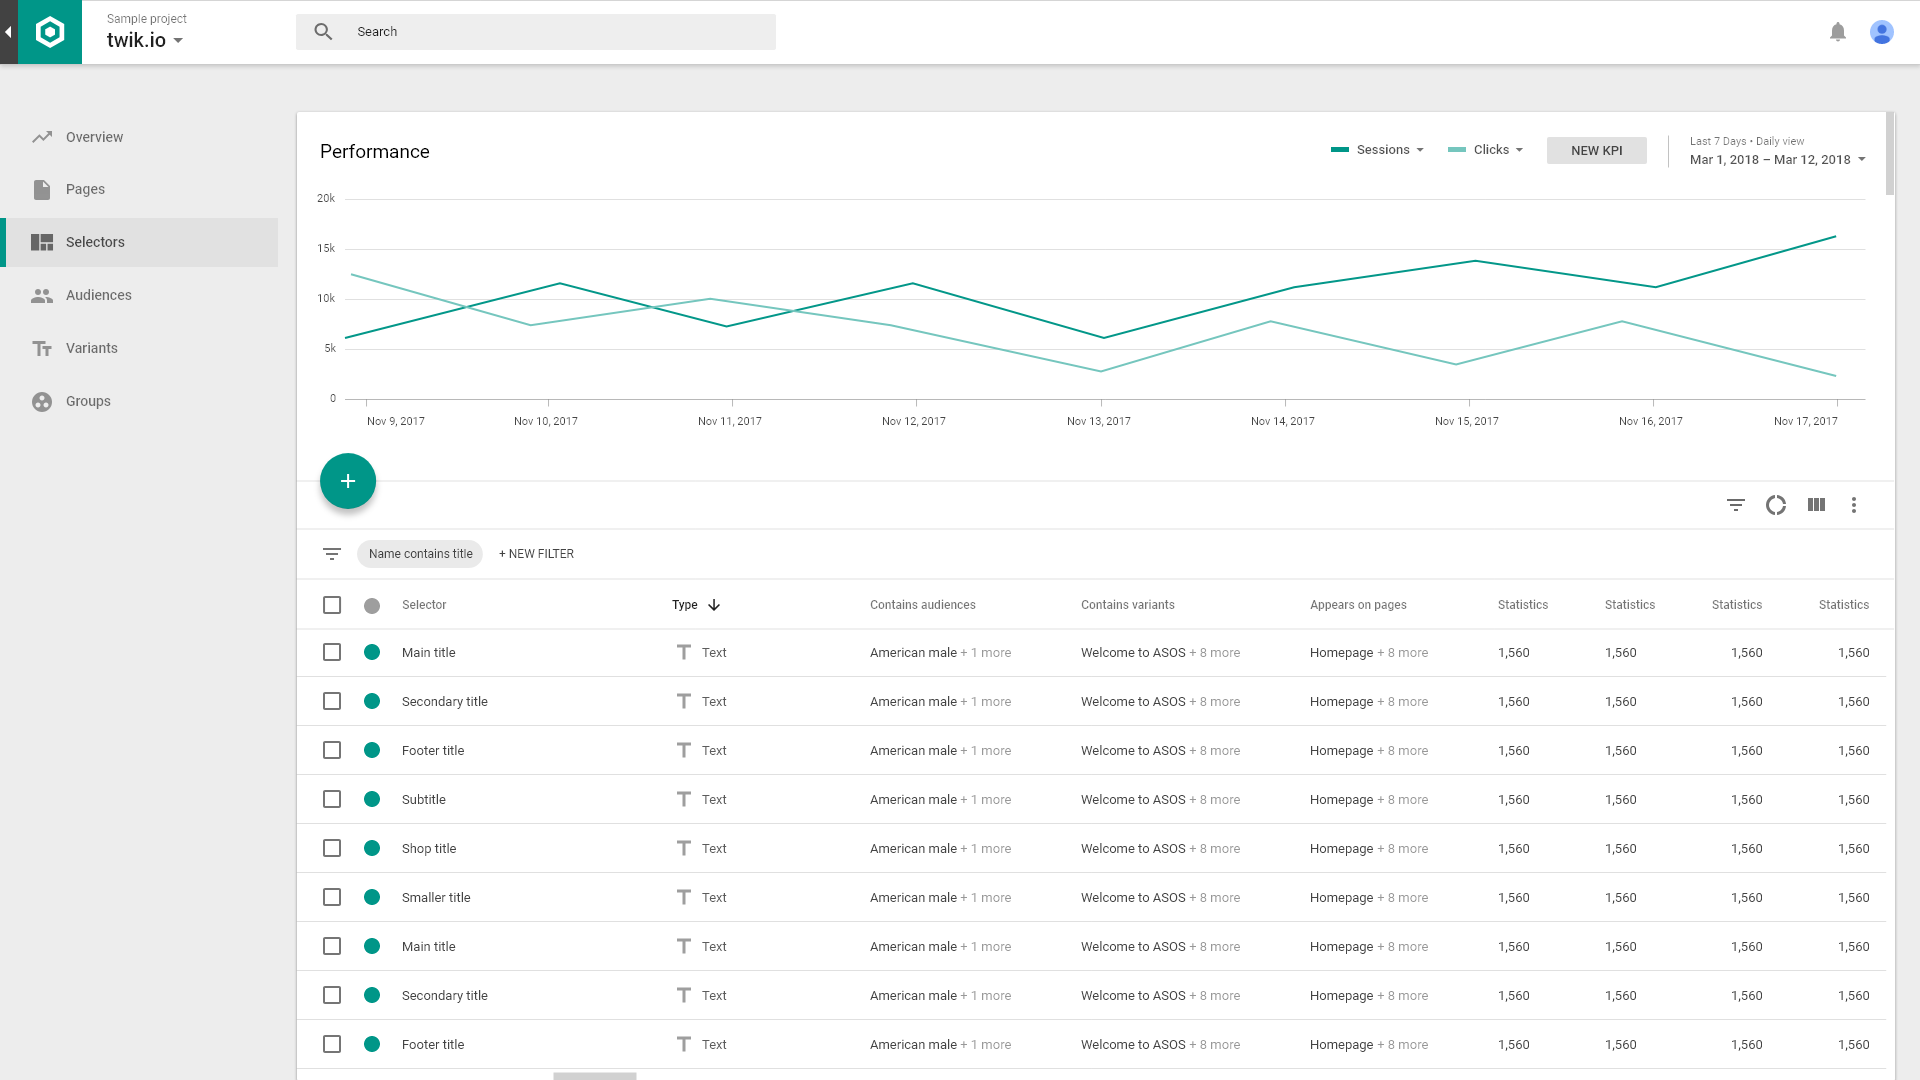 Sample project
twik.io
Search
Overview
Pages
Selectors
Audiences
Variants
Groups
Performance
Sessions
Clicks
NEW KPI
Last 7 Days • Daily view
Mar 1, 2018 – Mar 12, 2018
20k
15k
10k
5k
0
Nov 9, 2017 Nov 10, 2017 Nov 11, 2017 Nov 12, 2017 Nov 13, 2017 Nov 14, 2017 Nov 15, 2017 Nov 16, 2017 Nov 17, 2017
+
Name contains title + NEW FILTER
Selector Type Contains audiences Contains variants Appears on pages Statistics Statistics Statistics Statistics
Main title Text American male + 1 more Welcome to ASOS + 8 more Homepage + 8 more 1,560 1,560 1,560 1,560
Secondary title Text American male + 1 more Welcome to ASOS + 8 more Homepage + 8 more 1,560 1,560 1,560 1,560
Footer title Text American male + 1 more Welcome to ASOS + 8 more Homepage + 8 more 1,560 1,560 1,560 1,560
Subtitle Text American male + 1 more Welcome to ASOS + 8 more Homepage + 8 more 1,560 1,560 1,560 1,560
Shop title Text American male + 1 more Welcome to ASOS + 8 more Homepage + 8 more 1,560 1,560 1,560 1,560
Smaller title Text American male + 1 more Welcome to ASOS + 8 more Homepage + 8 more 1,560 1,560 1,560 1,560
Main title Text American male + 1 more Welcome to ASOS + 8 more Homepage + 8 more 1,560 1,560 1,560 1,560
Secondary title Text American male + 1 more Welcome to ASOS + 8 more Homepage + 8 more 1,560 1,560 1,560 1,560
Footer title Text American male + 1 more Welcome to ASOS + 8 more Homepage + 8 more 1,560 1,560 1,560 1,560